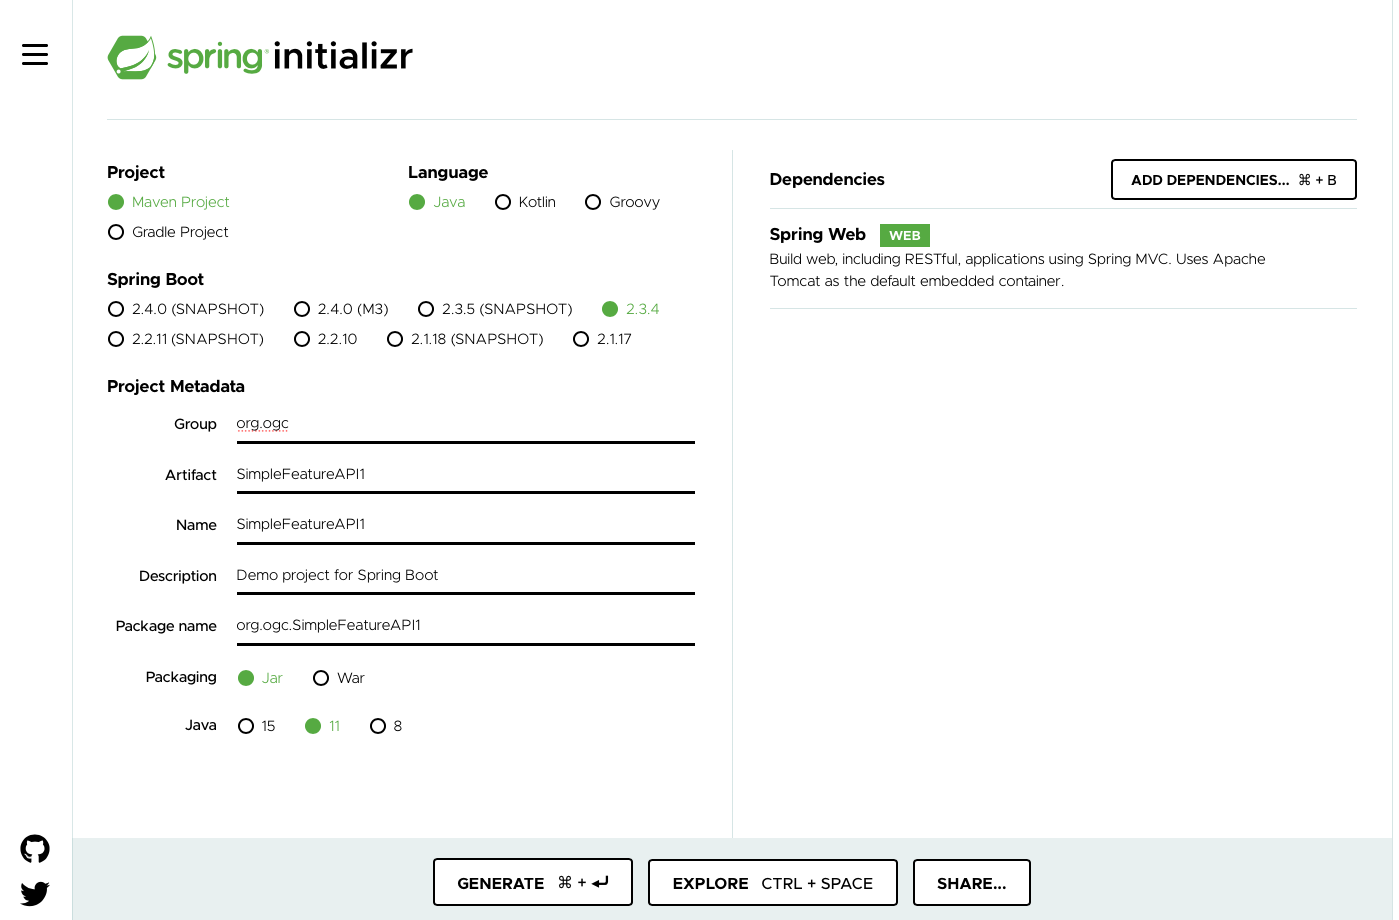 spring initializr
Project
Maven Project
Gradle Project
Language
Java Kotlin Groovy
Spring Boot
2.4.0 (SNAPSHOT) 2.4.0 (M3) 2.3.5 (SNAPSHOT) 2.3.4
2.2.11 (SNAPSHOT) 2.2.10 2.1.18 (SNAPSHOT) 2.1.17
Project Metadata
Group org.ogc
Artifact SimpleFeatureAPI1
Name SimpleFeatureAPI1
Description Demo project for Spring Boot
Package name org.ogc.SimpleFeatureAPI1
Packaging Jar War
Java 15 11 8
Dependencies
ADD DEPENDENCIES... ⌘ + B
Spring Web WEB
Build web, including RESTful, applications using Spring MVC. Uses Apache
Tomcat as the default embedded container.
GENERATE ⌘ + ↵
EXPLORE CTRL + SPACE
SHARE...